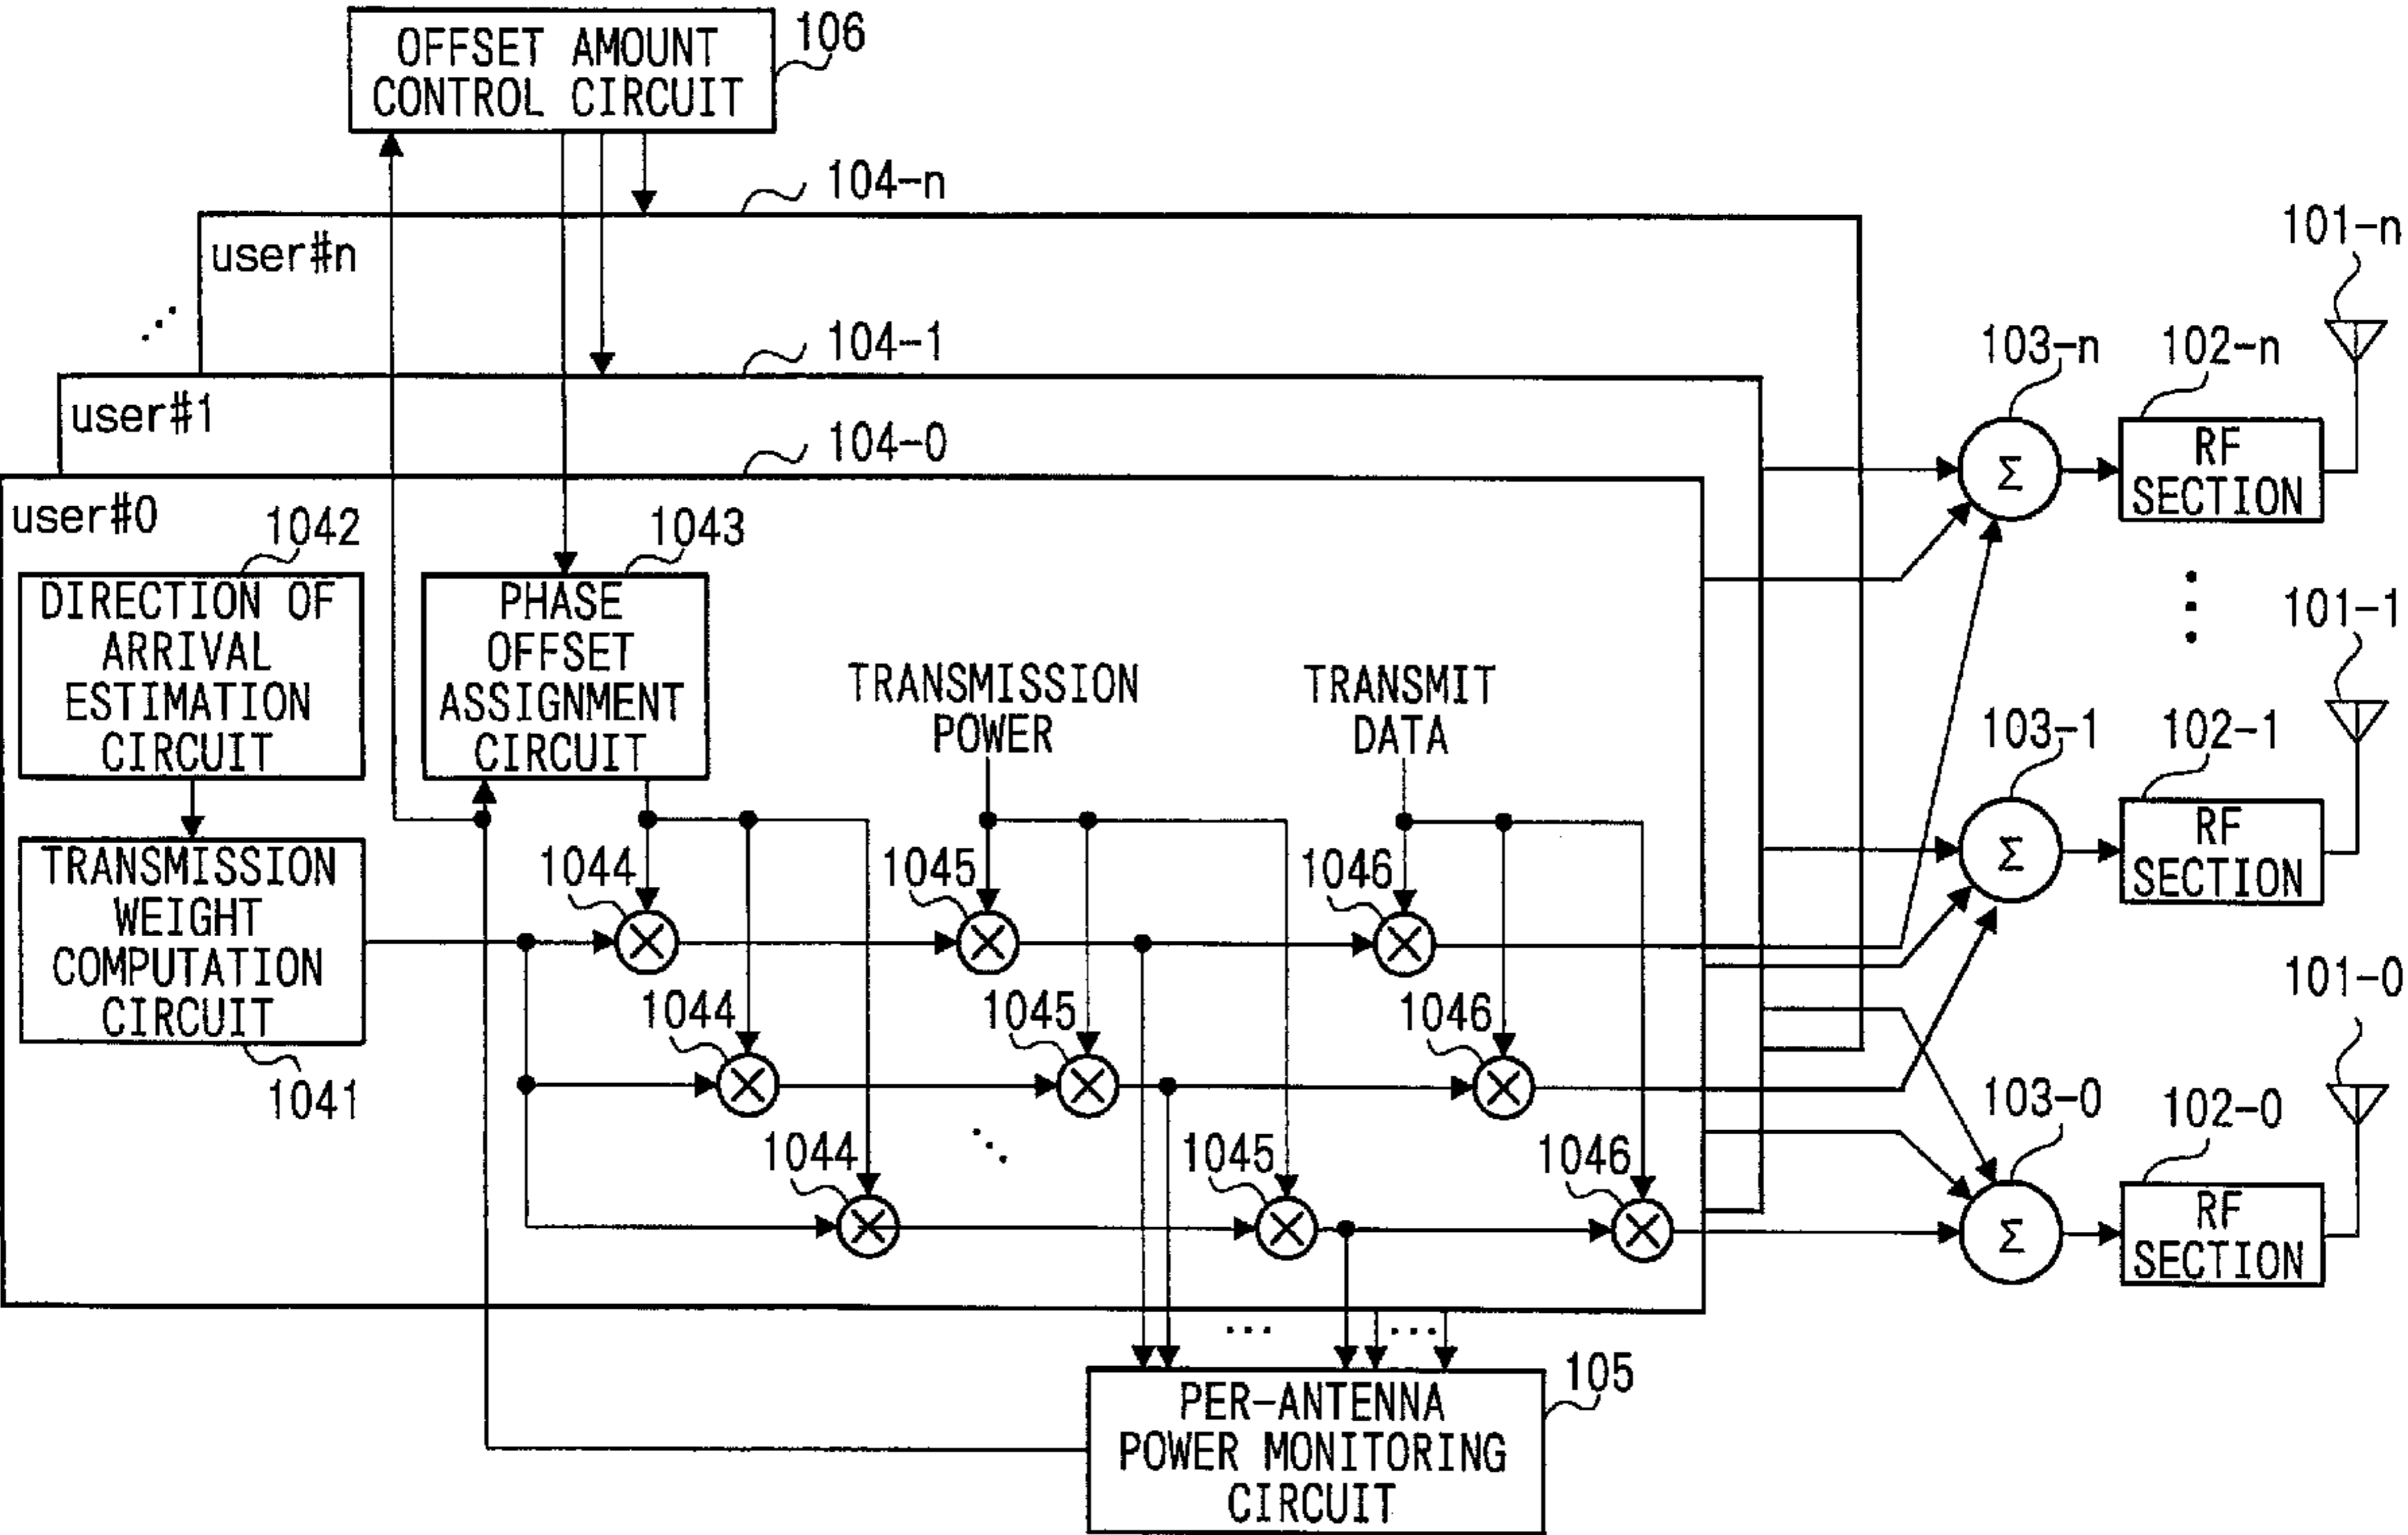 OFFSET AMOUNT
CONTROL CIRCUIT
106
104-n
user#n
101-n
104-1
103-n
102-n
user#1
104-0
Σ
RF
SECTION
user#0
1042
1043
DIRECTION OF
ARRIVAL
ESTIMATION
CIRCUIT
PHASE
OFFSET
ASSIGNMENT
CIRCUIT
TRANSMISSION
POWER
TRANSMIT
DATA
101-1
103-1
102-1
Σ
RF
SECTION
TRANSMISSION
WEIGHT
COMPUTATION
CIRCUIT
1041
1044
1045
1046
1044
1045
1046
1044
1045
1046
101-0
103-0
102-0
Σ
RF
SECTION
105
PER-ANTENNA
POWER MONITORING
CIRCUIT